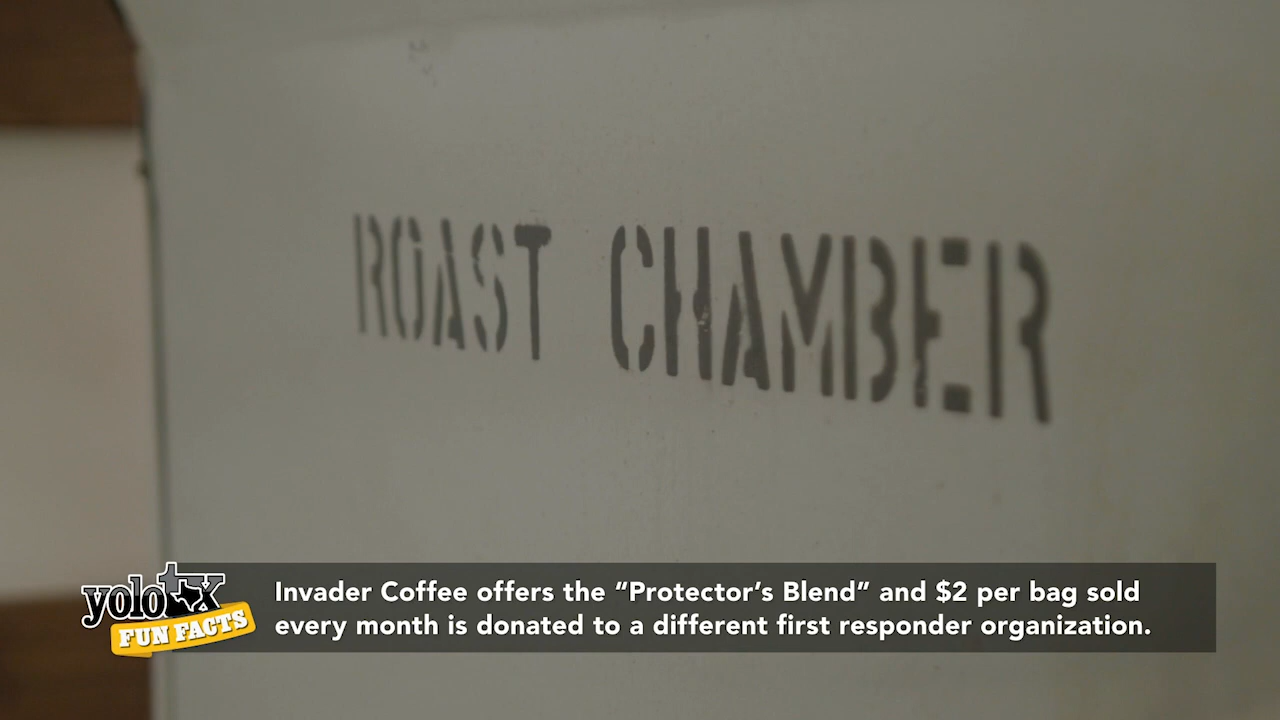 ROAST CHAMBER
yolo TX
FUN FACTS
Invader Coffee offers the “Protector’s Blend” and $2 per bag sold
every month is donated to a different first responder organization.